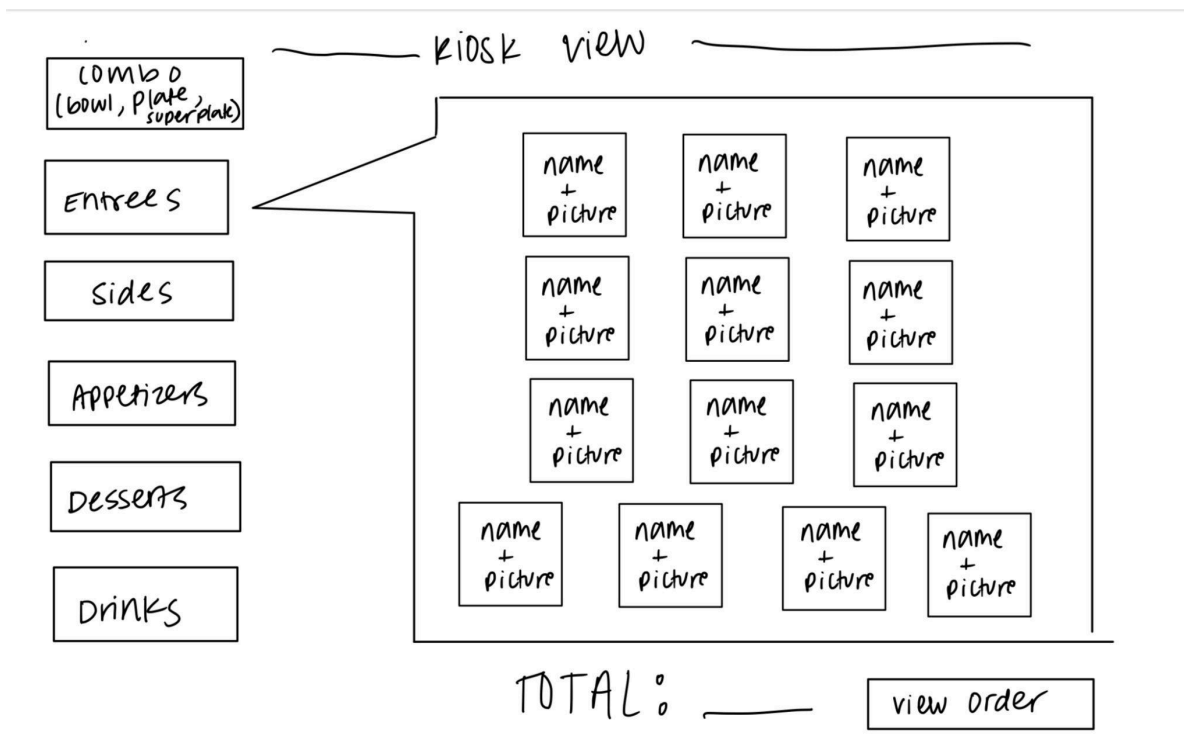 kiosk view
combo
(bowl, plate,
superplate)
Entrees
sides
Appetizers
Desserts
Drinks
name
+
picture
name
+
picture
name
+
picture
name
+
picture
name
+
picture
name
+
picture
name
+
picture
name
+
picture
name
+
picture
name
+
picture
name
+
picture
name
+
picture
name
+
picture
TOTAL:
view order